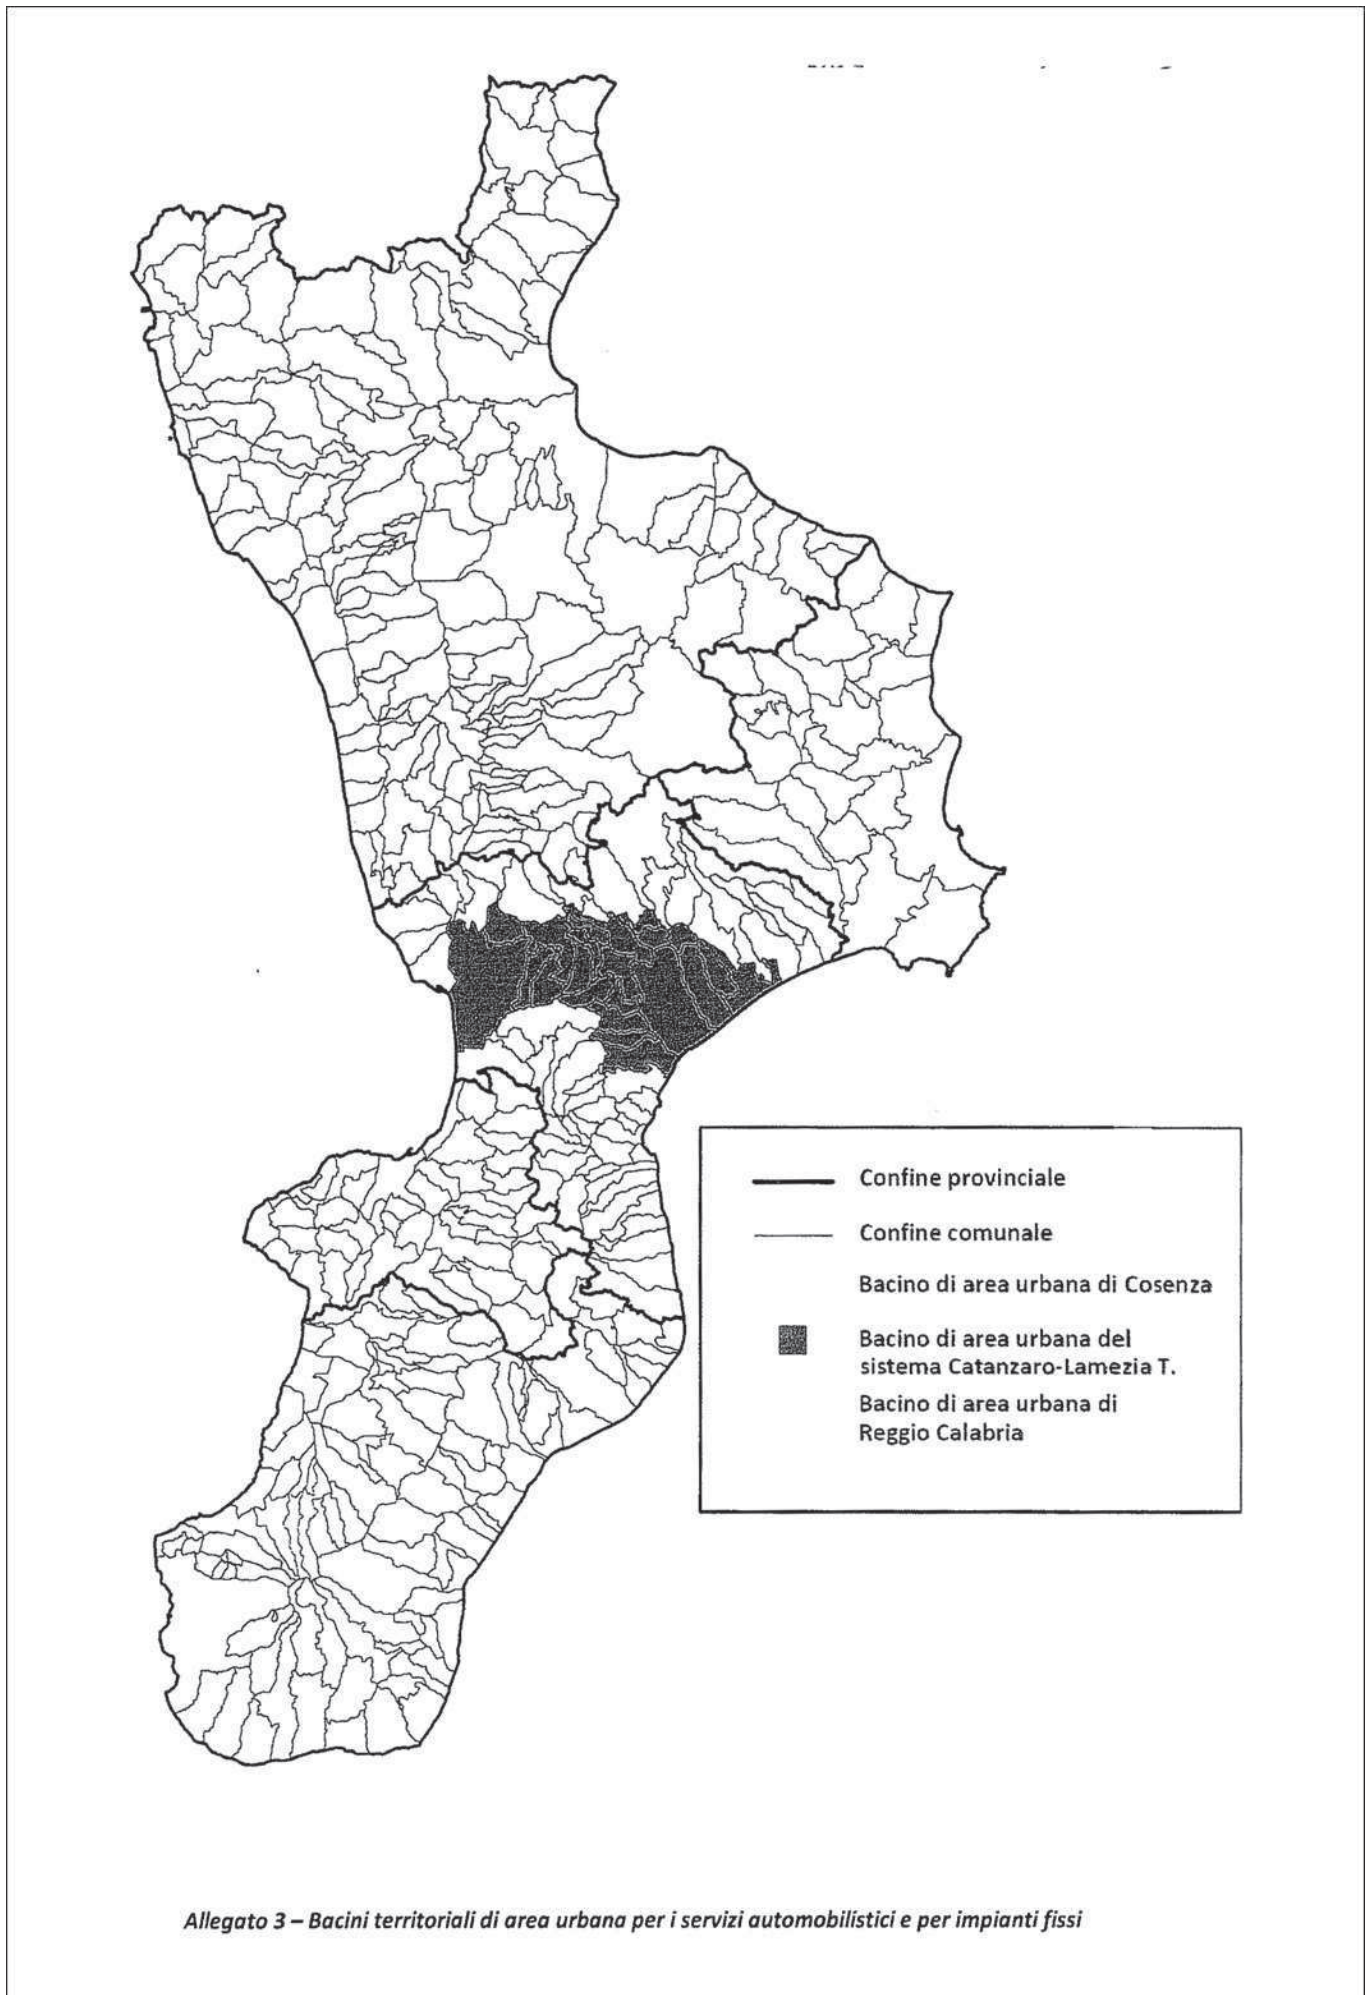 Confine provinciale
Confine comunale
Bacino di area urbana di Cosenza
Bacino di area urbana del
sistema Catanzaro-Lamezia T.
Bacino di area urbana di
Reggio Calabria
Allegato 3 – Bacini territoriali di area urbana per i servizi automobilistici e per impianti fissi